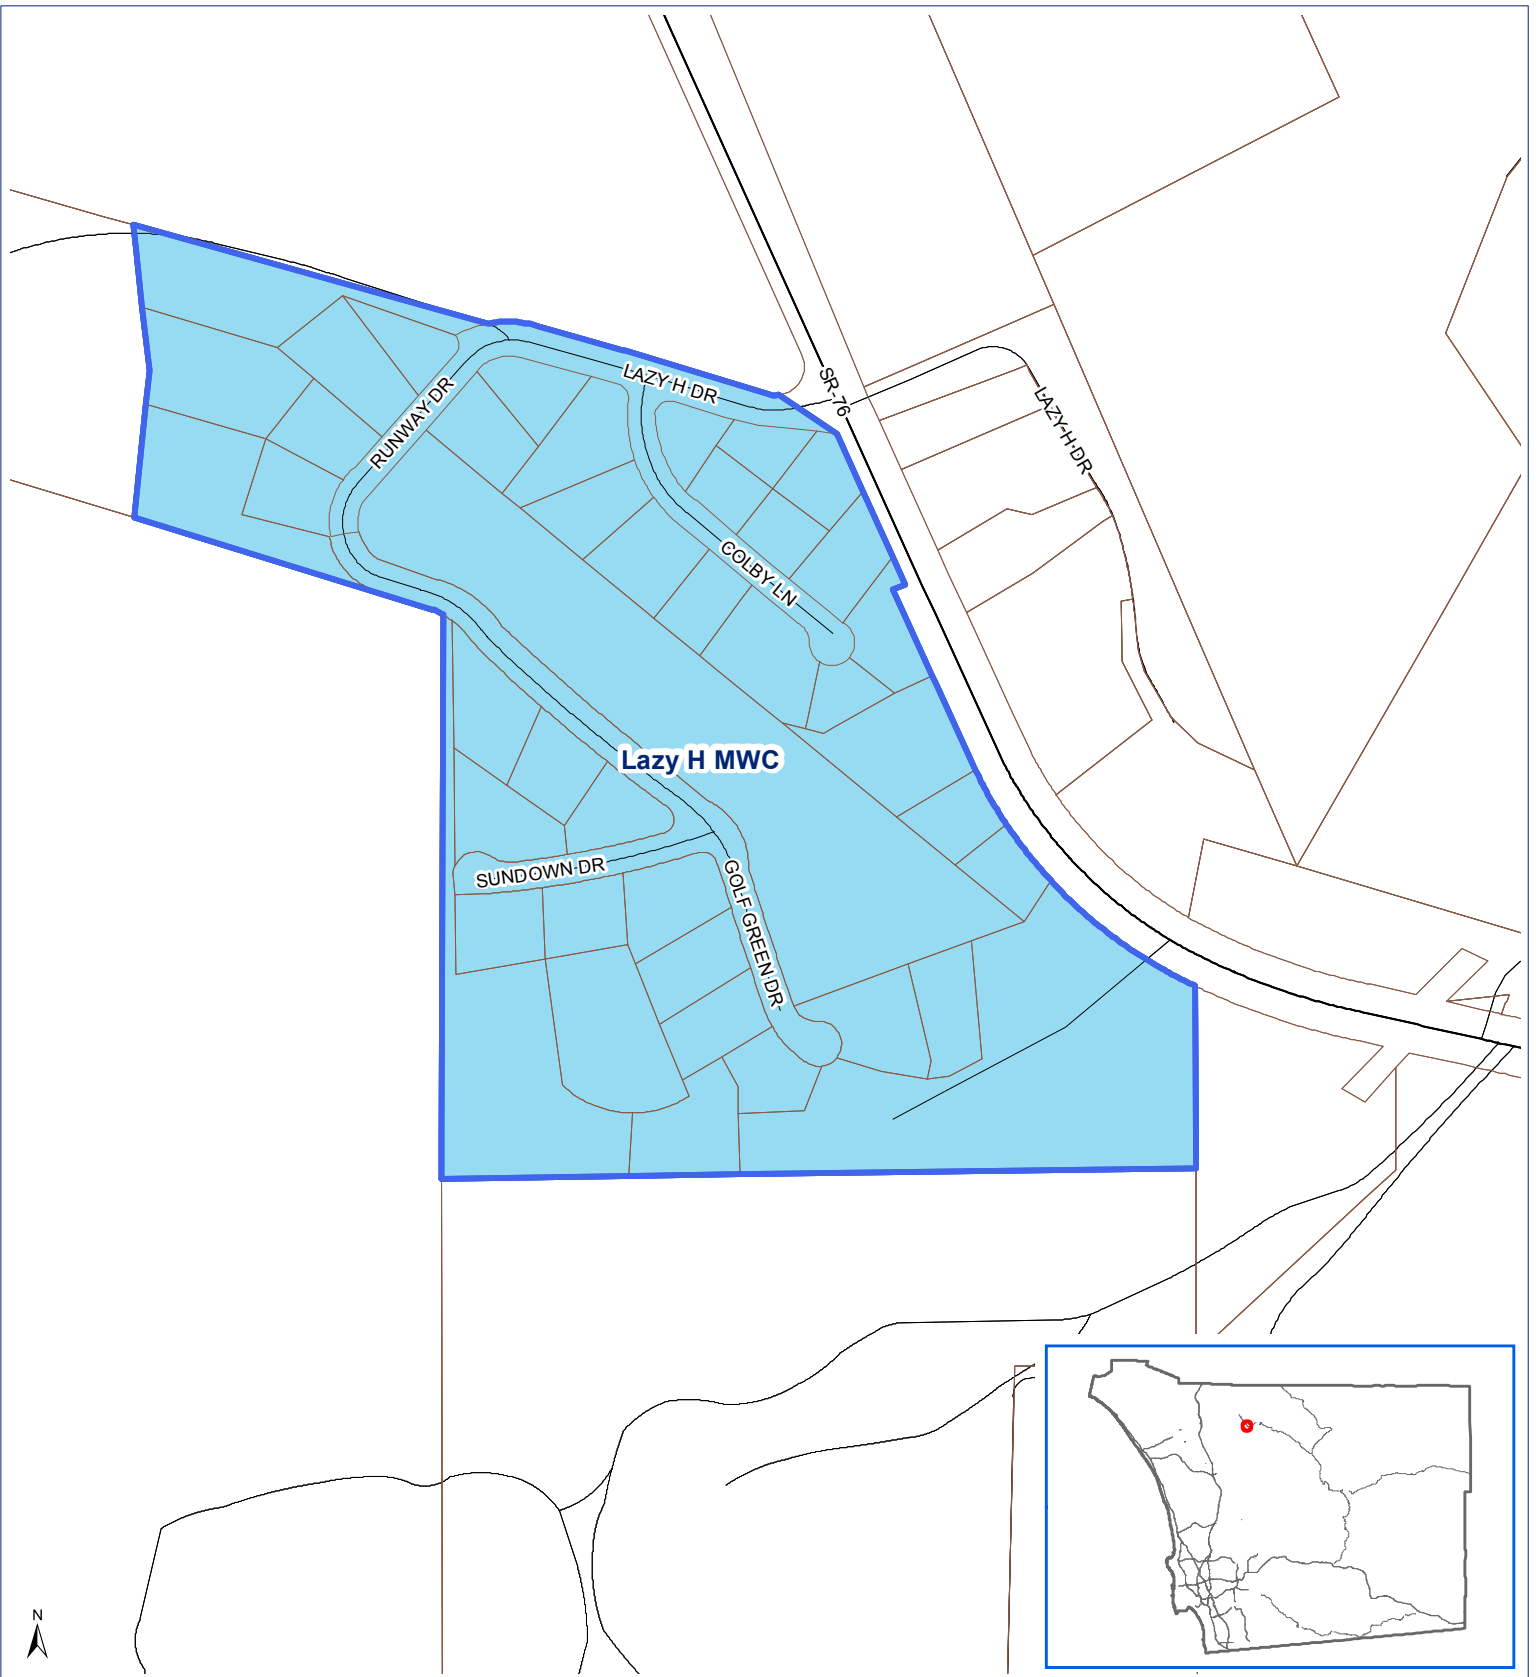 LAZY H DR
SR-76
RUNWAY DR
LAZY H DR
COLBY LN
Lazy H MWC
SUNDOWN DR
GOLF GREEN DR
N